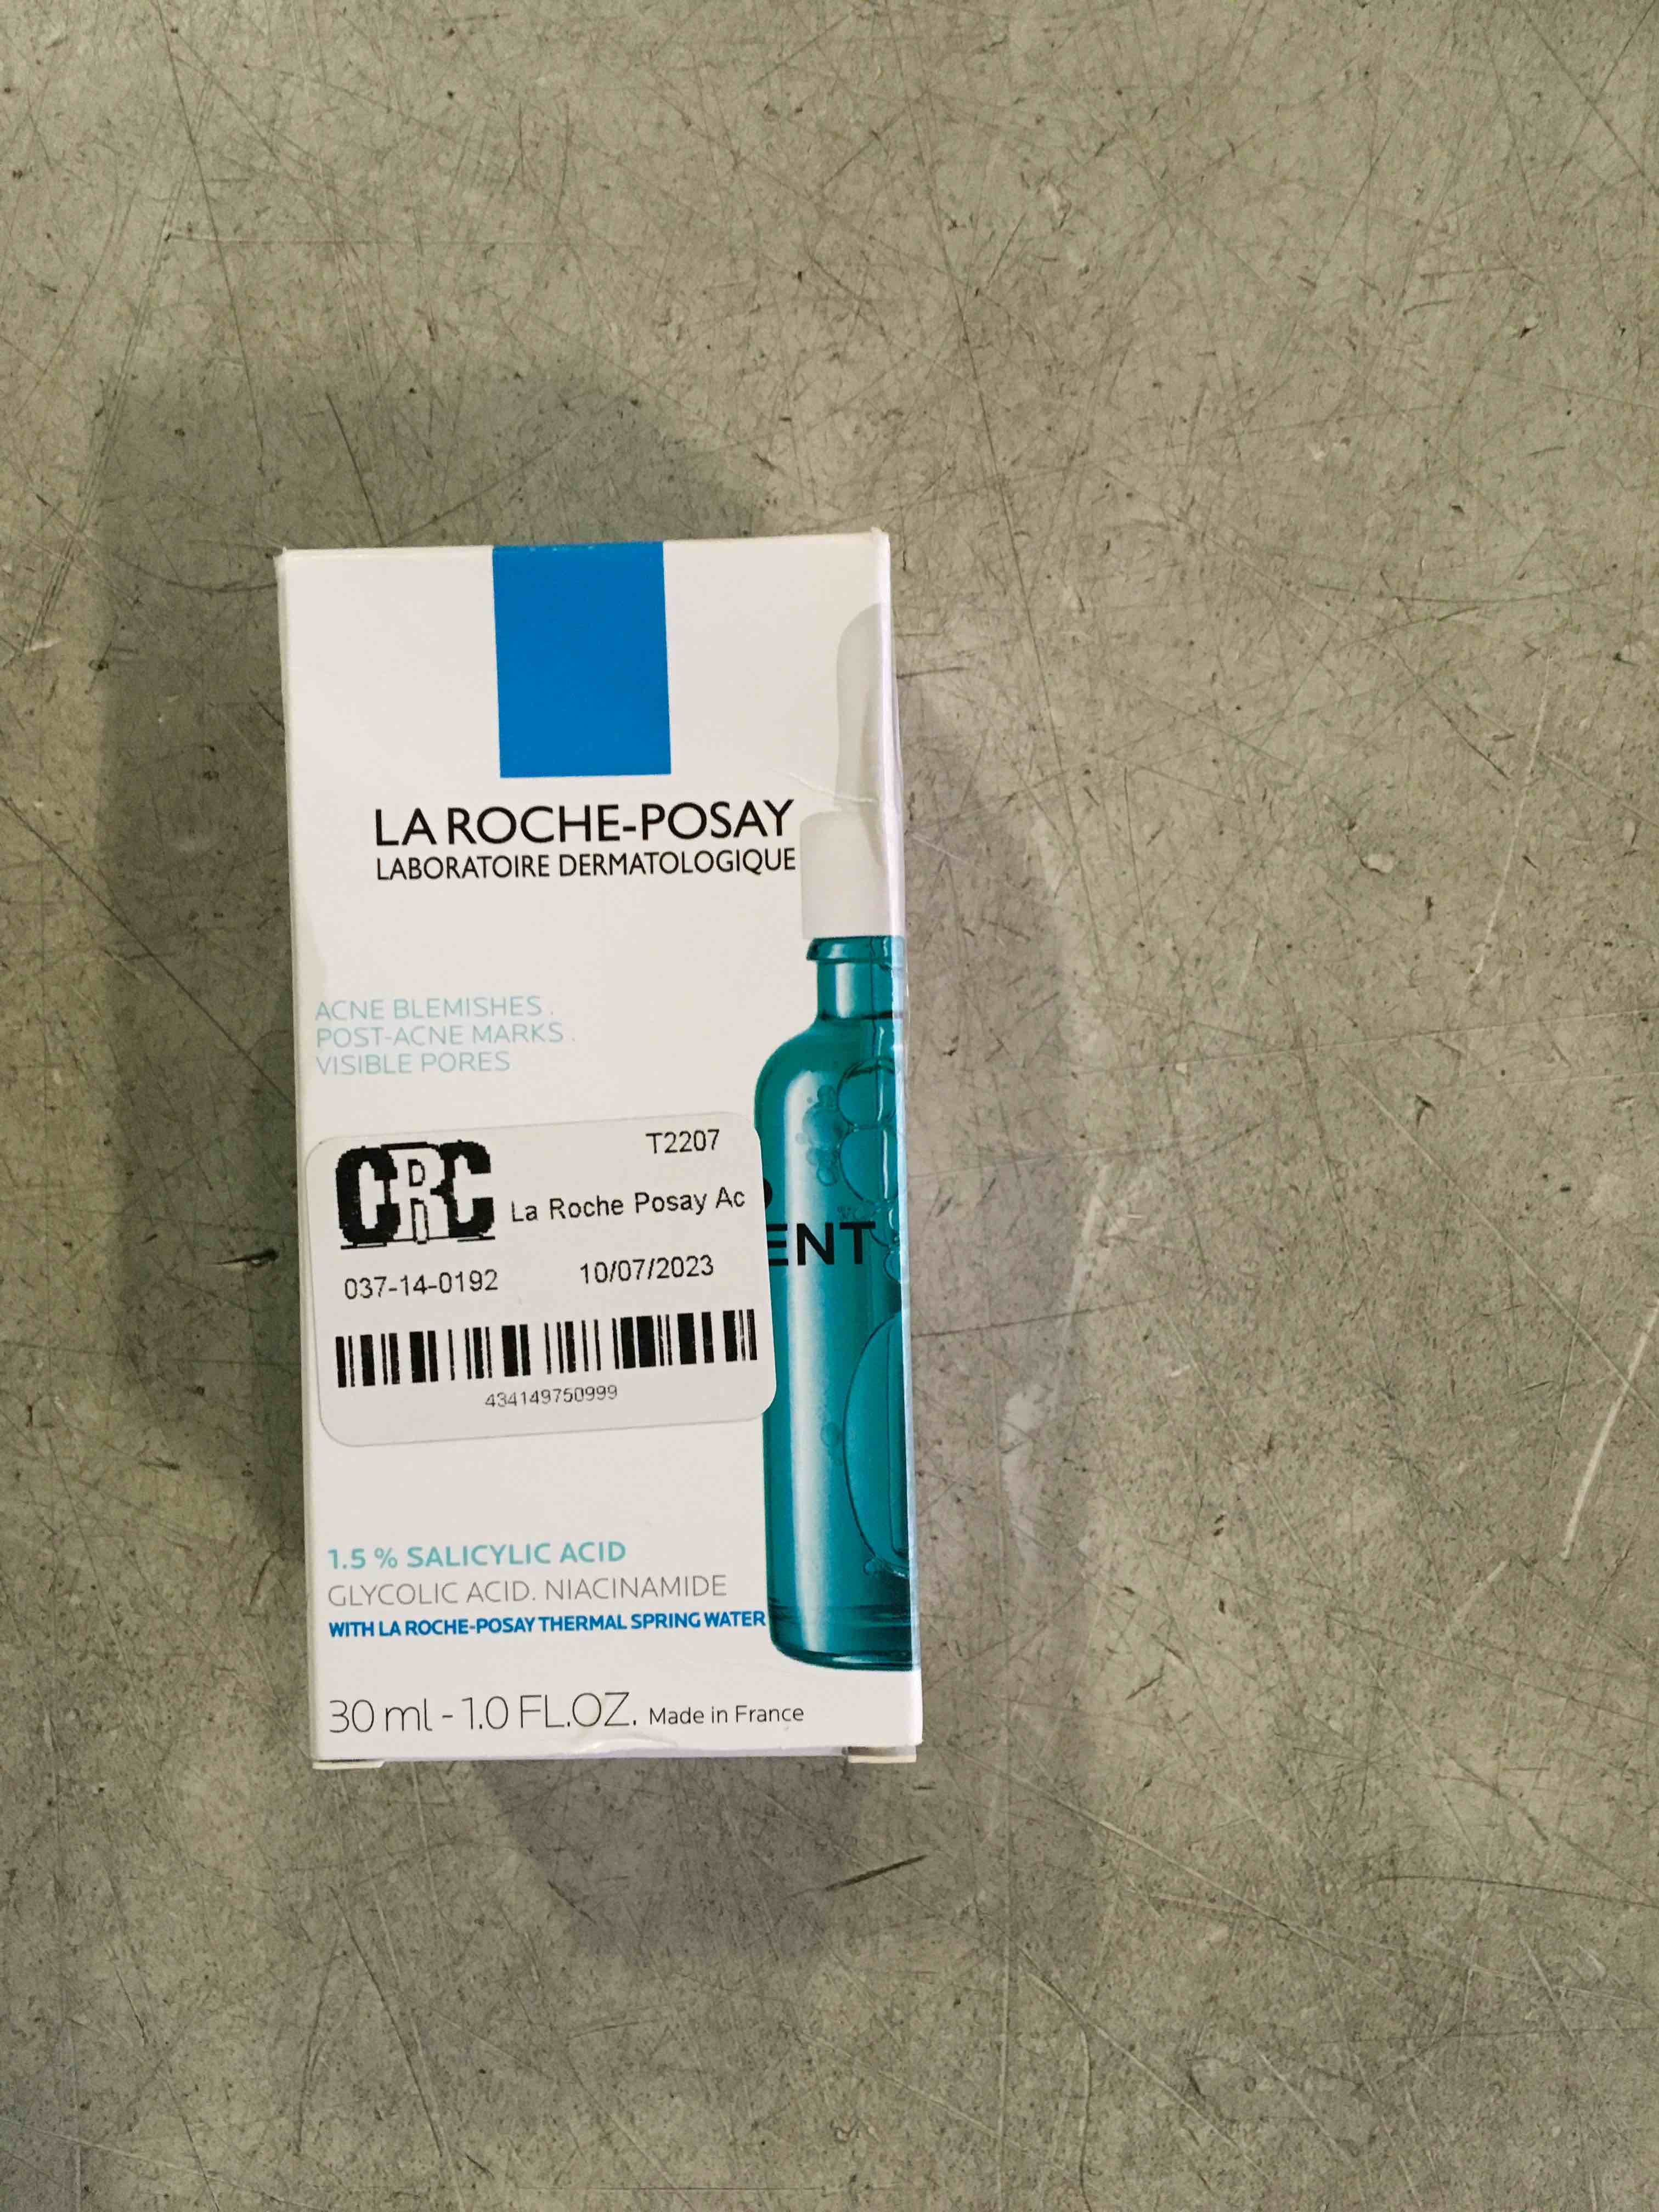 LA ROCHE-POSAY
LABORATOIRE DERMATOLOGIQUE
ACNE BLEMISHES.
POST-ACNE MARKS.
VISIBLE PORES
CRC
T2207
La Roche Posay Ac
037-14-0192
10/07/2023
ENT
434149750999
1.5 % SALICYLIC ACID
GLYCOLIC ACID. NIACINAMIDE
WITH LA ROCHE-POSAY THERMAL SPRING WATER
30 ml - 1.0 FL.OZ. Made in France